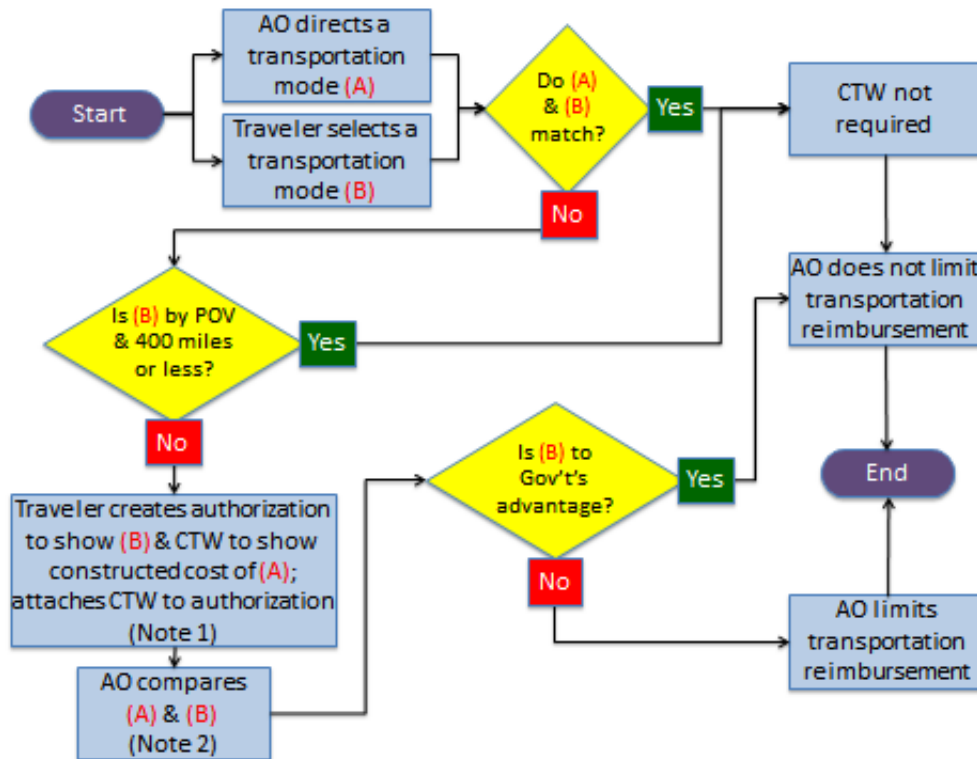 Start
AO directs a
transportation
mode (A)
Traveler selects a
transportation
mode (B)
Do (A)
& (B)
match?
Yes
No
CTW not
required
Is (B) by POV
& 400 miles
or less?
Yes
No
AO does not limit
transportation
reimbursement
Traveler creates authorization
to show (B) & CTW to show
constructed cost of (A);
attaches CTW to authorization
(Note 1)
AO compares
(A) & (B)
(Note 2)
Is (B) to
Gov't's
advantage?
Yes
No
AO limits
transportation
reimbursement
End